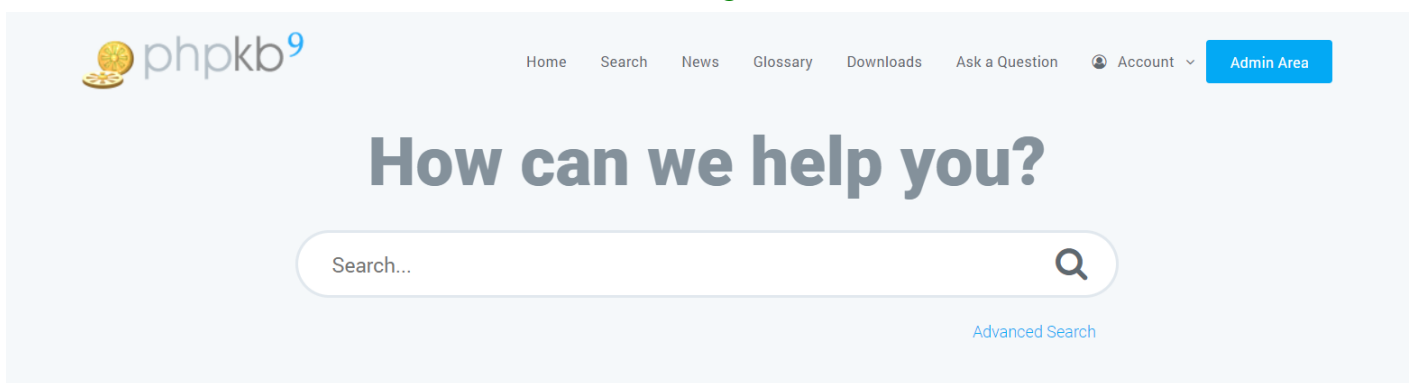 phpkb9
Home Search News Glossary Downloads Ask a Question Account Admin Area
How can we help you?
Search...
Advanced Search